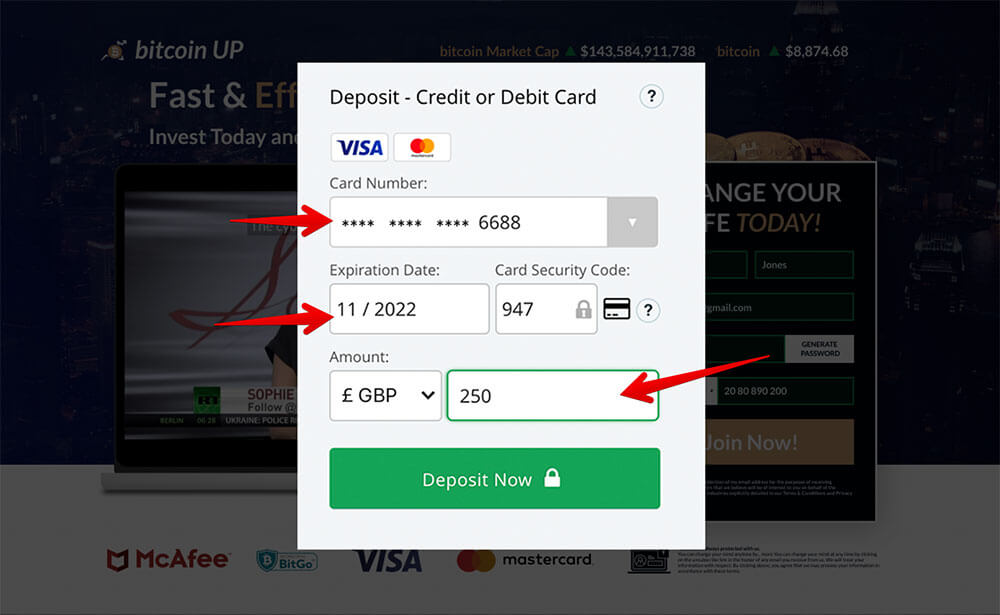 bitcoin UP
bitcoin Market Cap ▲ $143,584,911,738 bitcoin ▲ $8,874.68
Fast & Eff
Invest Today and
Deposit - Credit or Debit Card ?
VISA mastercard
Card Number:
**** **** **** 6688
Expiration Date: Card Security Code:
11 / 2022 947 ?
Amount:
£ GBP 250
Deposit Now
The cyb
RT
SOPHIE
Follow @
BERLIN 06:28 UKRAINE: POLICE R
ANGE YOUR
FE TODAY!
Jones
gmail.com
GENERATE
PASSWORD
20 80 890 200
Join Now!
McAfee BitGo VISA mastercard